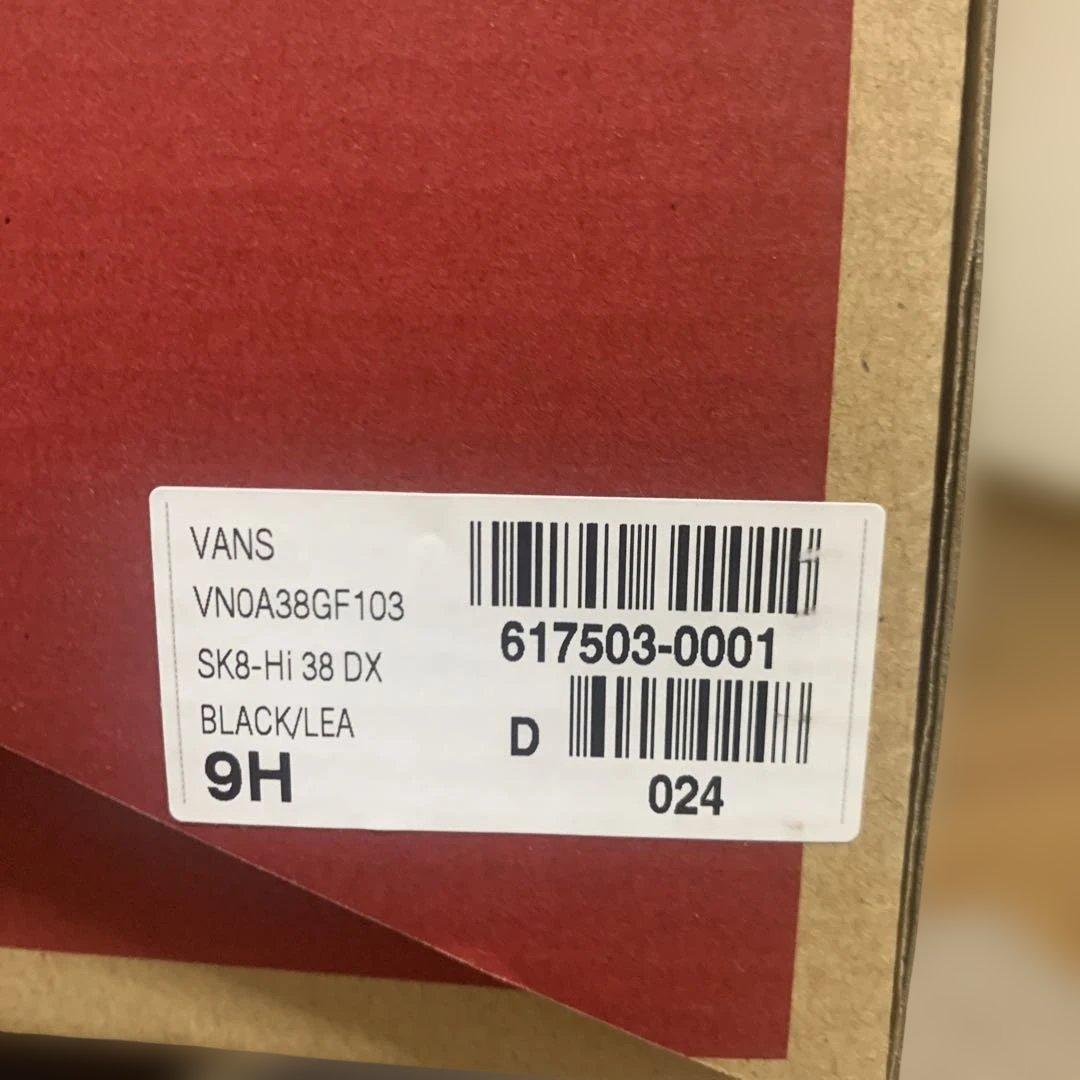 VANS
VN0A38GF103
SK8-Hi 38 DX
BLACK/LEA
9H
617503-0001
D
024